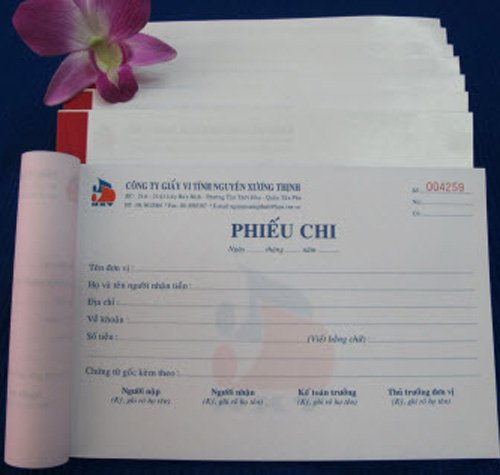 CÔNG TY GIẤY VI TÍNH NGUYÊN XƯƠNG THỊNH
Số: 004259
Nợ:
Có:
PHIẾU CHI
Ngày ...... tháng ...... năm ......
Tên đơn vị :
Họ và tên người nhận tiền :
Địa chỉ :
Về khoản :
Số tiền : (Viết bằng chữ)
Chứng từ gốc kèm theo :
Người nộp Người nhận Kế toán trưởng Thủ trưởng đơn vị
(Ký, ghi rõ họ tên) (Ký, ghi rõ họ tên) (Ký, ghi rõ họ tên) (Ký, ghi rõ họ tên)